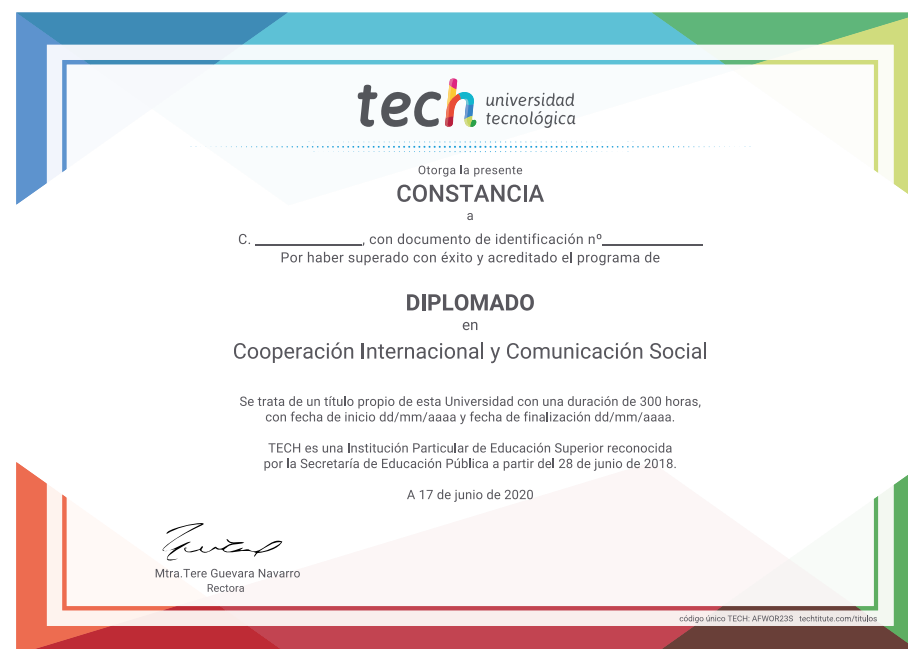 tech universidad
tecnológica
Otorga la presente
CONSTANCIA
a
C. ______________, con documento de identificación nº_____________
Por haber superado con éxito y acreditado el programa de
DIPLOMADO
en
Cooperación Internacional y Comunicación Social
Se trata de un título propio de esta Universidad con una duración de 300 horas,
con fecha de inicio dd/mm/aaaa y fecha de finalización dd/mm/aaaa.
TECH es una Institución Particular de Educación Superior reconocida
por la Secretaría de Educación Pública a partir del 28 de junio de 2018.
A 17 de junio de 2020
Mtra.Tere Guevara Navarro
Rectora
código único TECH: AFWOR23S techtitute.com/titulos